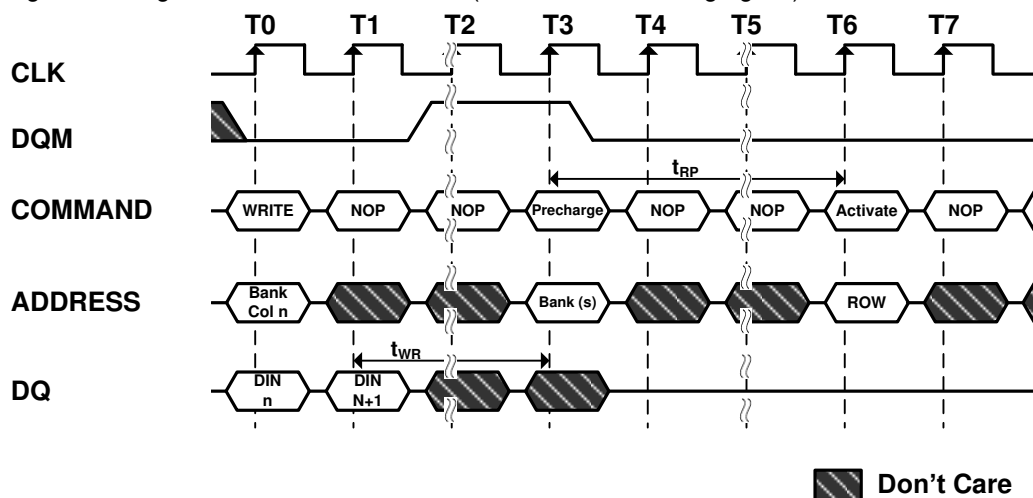 T0 T1 T2 T3 T4 T5 T6 T7
CLK
DQM
tRP
COMMAND WRITE NOP NOP Precharge NOP NOP Activate NOP
ADDRESS Bank Col n Bank (s) ROW
tWR
DQ DIN n DIN N+1
Don't Care